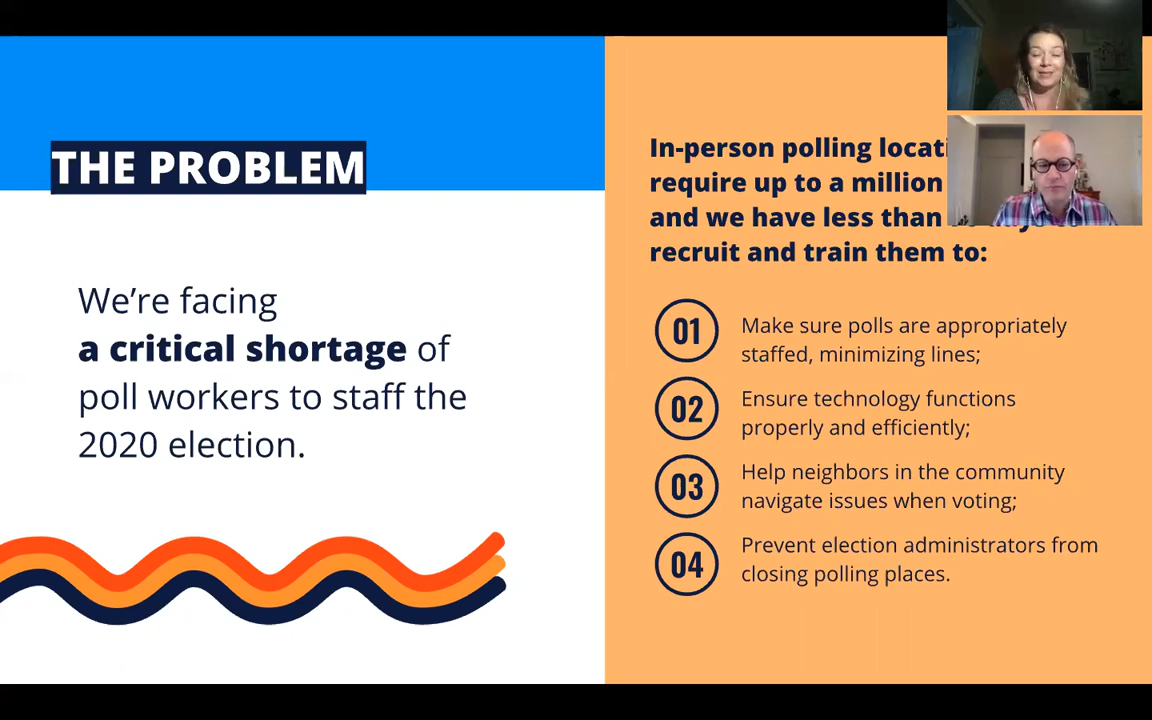 THE PROBLEM
We're facing
a critical shortage of
poll workers to staff the
2020 election.
In-person polling
require up to a million
and we have less than
recruit and train them to:
01
Make sure polls are appropriately
staffed, minimizing lines;
02
Ensure technology functions
properly and efficiently;
03
Help neighbors in the community
navigate issues when voting;
04
Prevent election administrators from
closing polling places.